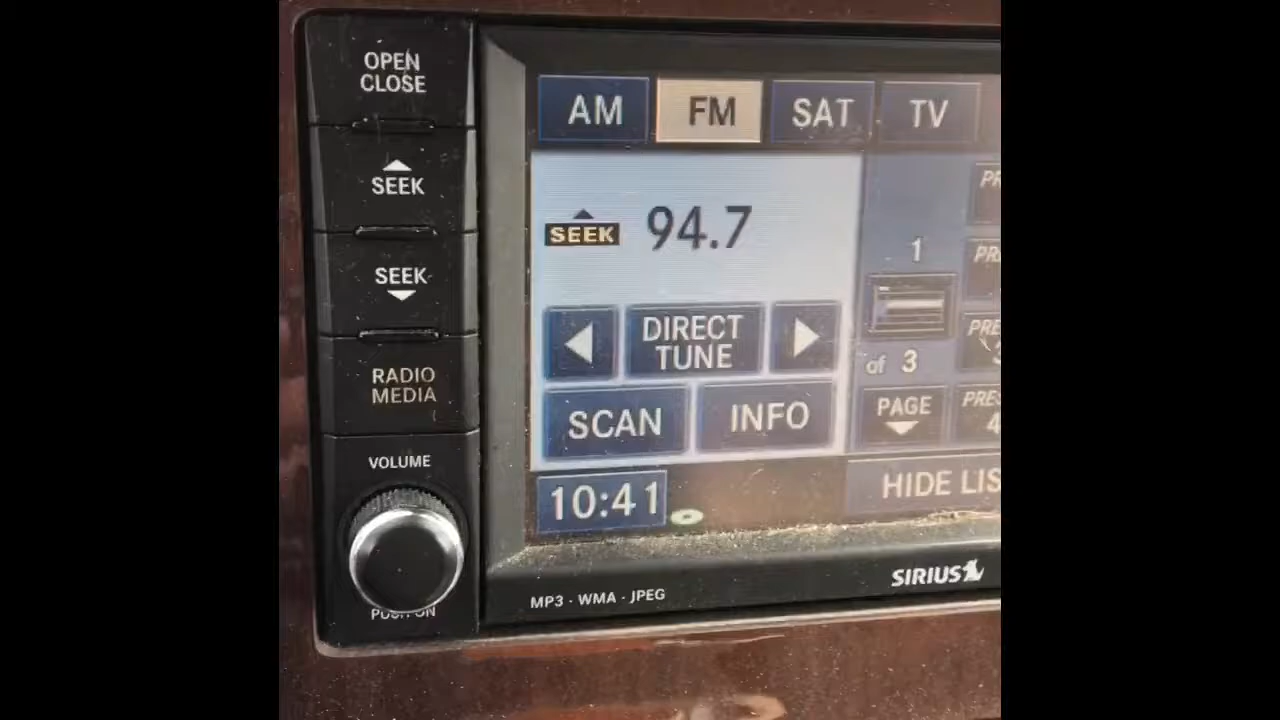 OPEN
CLOSE
SEEK
SEEK
RADIO
MEDIA
VOLUME
PUSH ON
AM FM SAT TV
SEEK 94.7
DIRECT
TUNE
SCAN INFO
10:41
1
of 3
PAGE
4
HIDE
SIRIUS
MP3 · WMA · JPEG